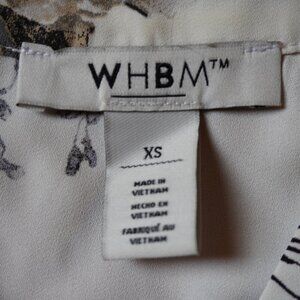 WHBM™
XS
MADE IN
VIETNAM
HECHO EN
VIETNAM
FABRIQUÉ AU
VIETNAM